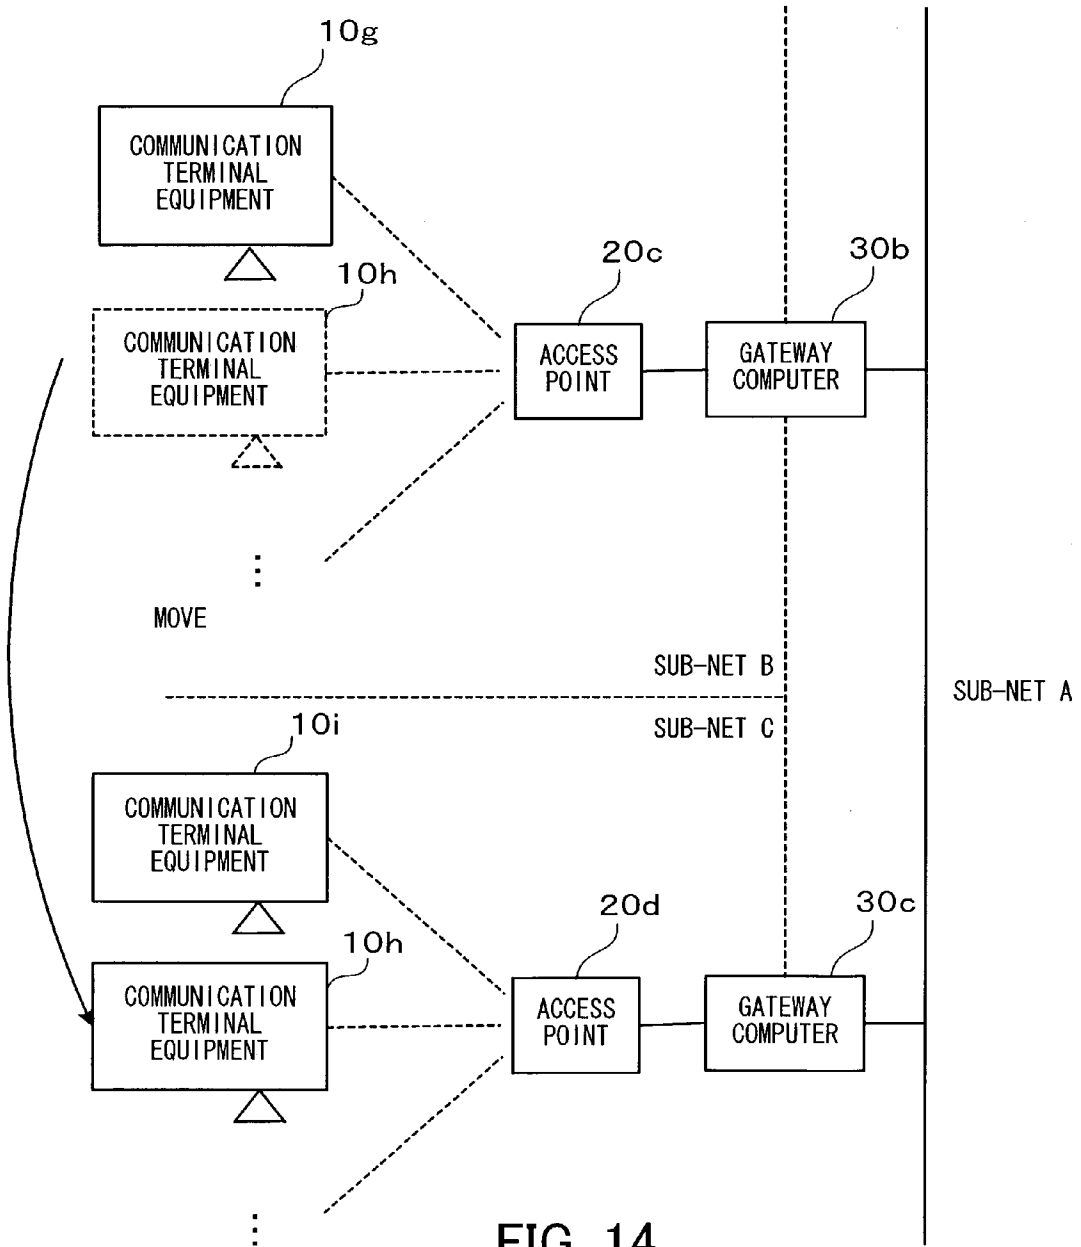 10g
COMMUNICATION
TERMINAL
EQUIPMENT
10h
COMMUNICATION
TERMINAL
EQUIPMENT
20c
ACCESS
POINT
30b
GATEWAY
COMPUTER
MOVE
SUB-NET B
SUB-NET A
SUB-NET C
10i
COMMUNICATION
TERMINAL
EQUIPMENT
10h
COMMUNICATION
TERMINAL
EQUIPMENT
20d
ACCESS
POINT
30c
GATEWAY
COMPUTER
FIG. 14